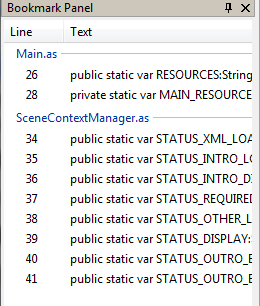 Bookmark Panel
Line Text
Main.as
26 public static var RESOURCES:String
28 private static var MAIN_RESOURCE
SceneContextManager.as
34 public static var STATUS_XML_LOA
35 public static var STATUS_INTRO_LO
36 public static var STATUS_INTRO_DI
37 public static var STATUS_REQUIRED
38 public static var STATUS_OTHER_L
39 public static var STATUS_DISPLAY:
40 public static var STATUS_OUTRO_E
41 public static var STATUS_OUTRO_E